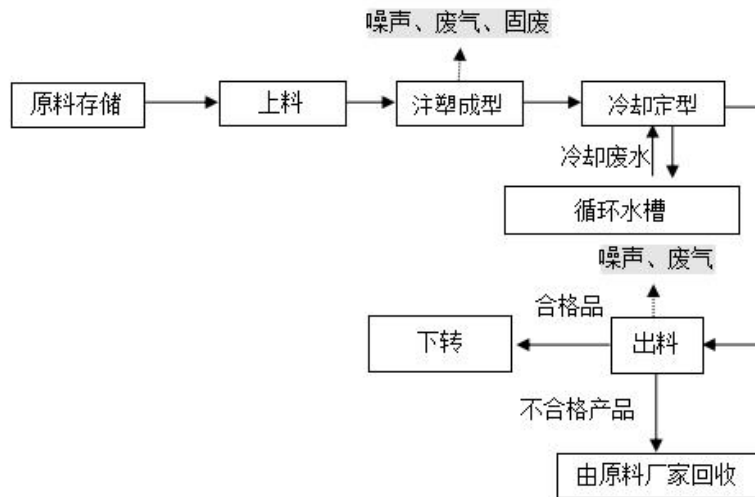 噪声、废气、固废
原料存储
上料
注塑成型
冷却定型
冷却废水
循环水槽
噪声、废气
合格品
下转
出料
不合格产品
由原料厂家回收